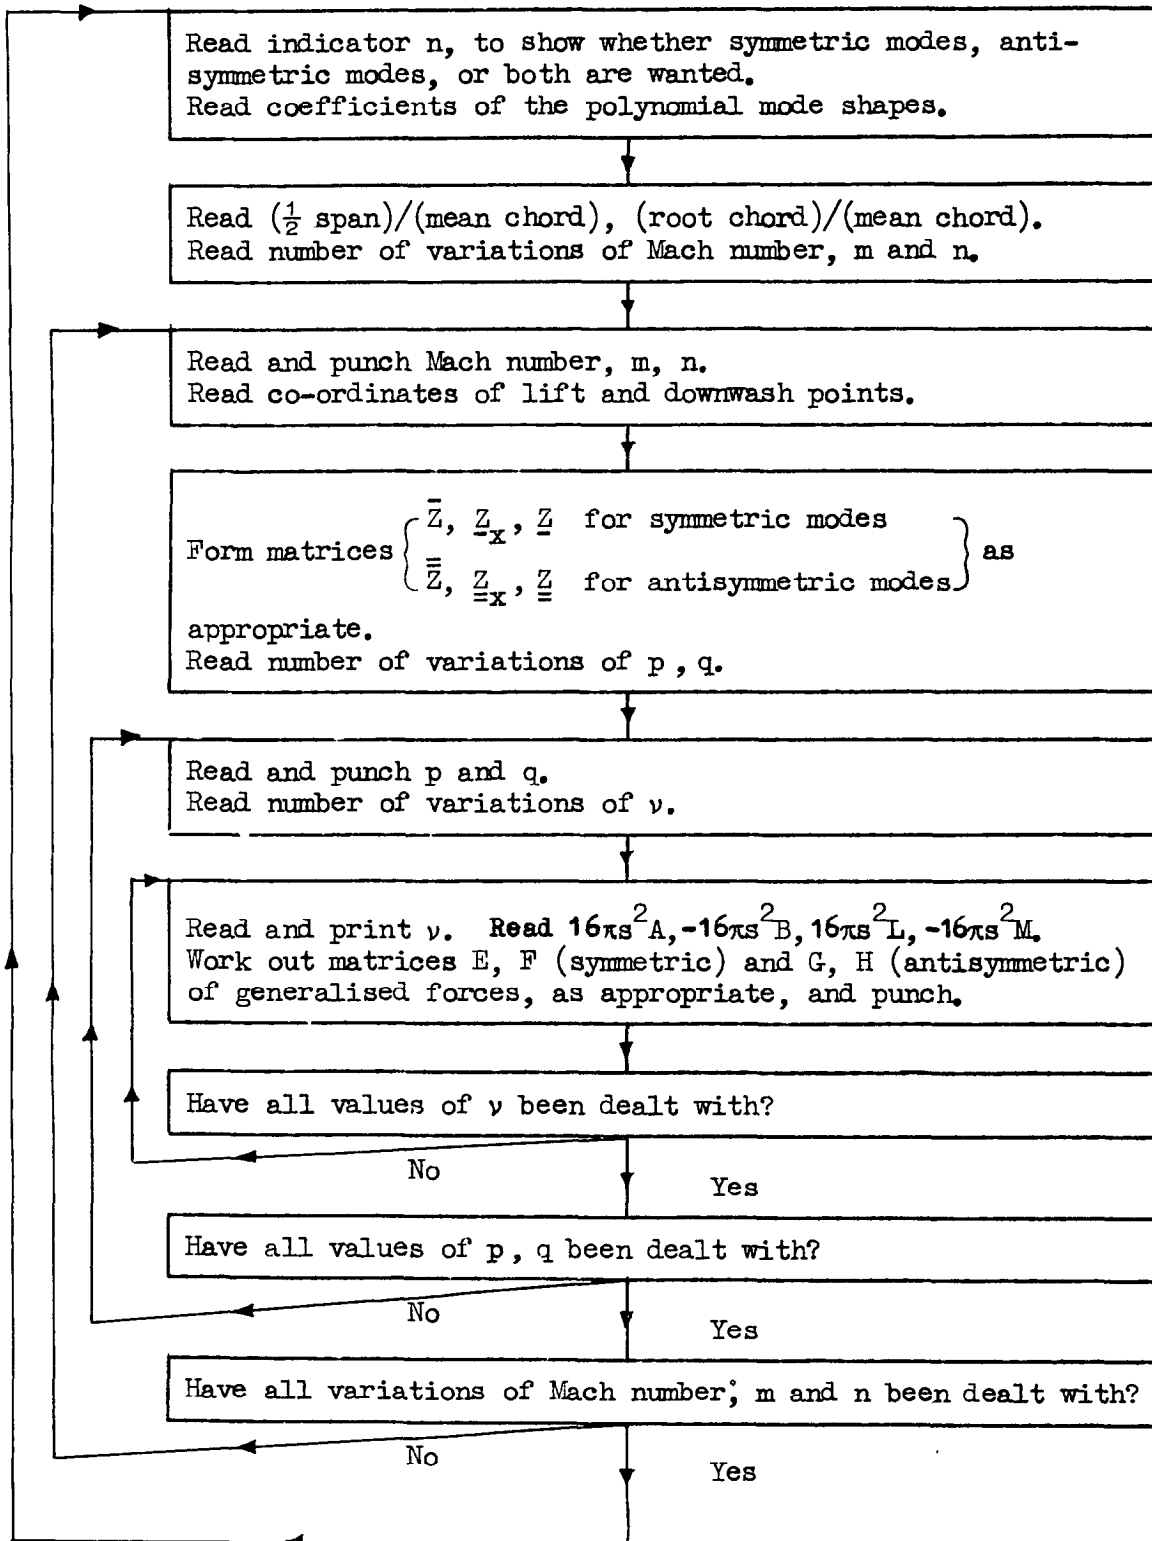 Read indicator n, to show whether symmetric modes, anti-
symmetric modes, or both are wanted.
Read coefficients of the polynomial mode shapes.
Read (½ span)/(mean chord), (root chord)/(mean chord).
Read number of variations of Mach number, m and n.
Read and punch Mach number, m, n.
Read co-ordinates of lift and downwash points.
Z̄, Z̲ₓ, Z̲ for symmetric modes
Form matrices { } as
Z̿, Z̳ₓ, Z̳ for antisymmetric modes
appropriate.
Read number of variations of p , q.
Read and punch p and q.
Read number of variations of ν.
Read and print ν. Read 16πs²A, -16πs²B, 16πs²L, -16πs²M.
Work out matrices E, F (symmetric) and G, H (antisymmetric)
of generalised forces, as appropriate, and punch.
Have all values of ν been dealt with?
No
Yes
Have all values of p , q been dealt with?
No
Yes
Have all variations of Mach number; m and n been dealt with?
No
Yes